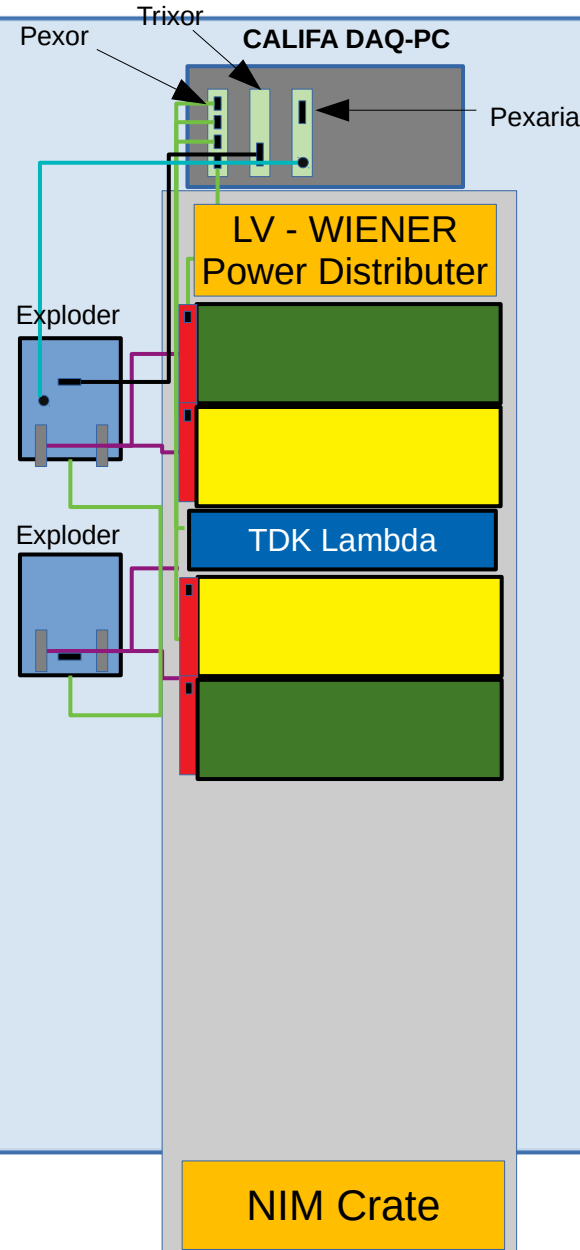 Trixor
Pexor
CALIFA DAQ-PC
Pexaria
LV - WIENER
Power Distributer
Exploder
Exploder
TDK Lambda
NIM Crate